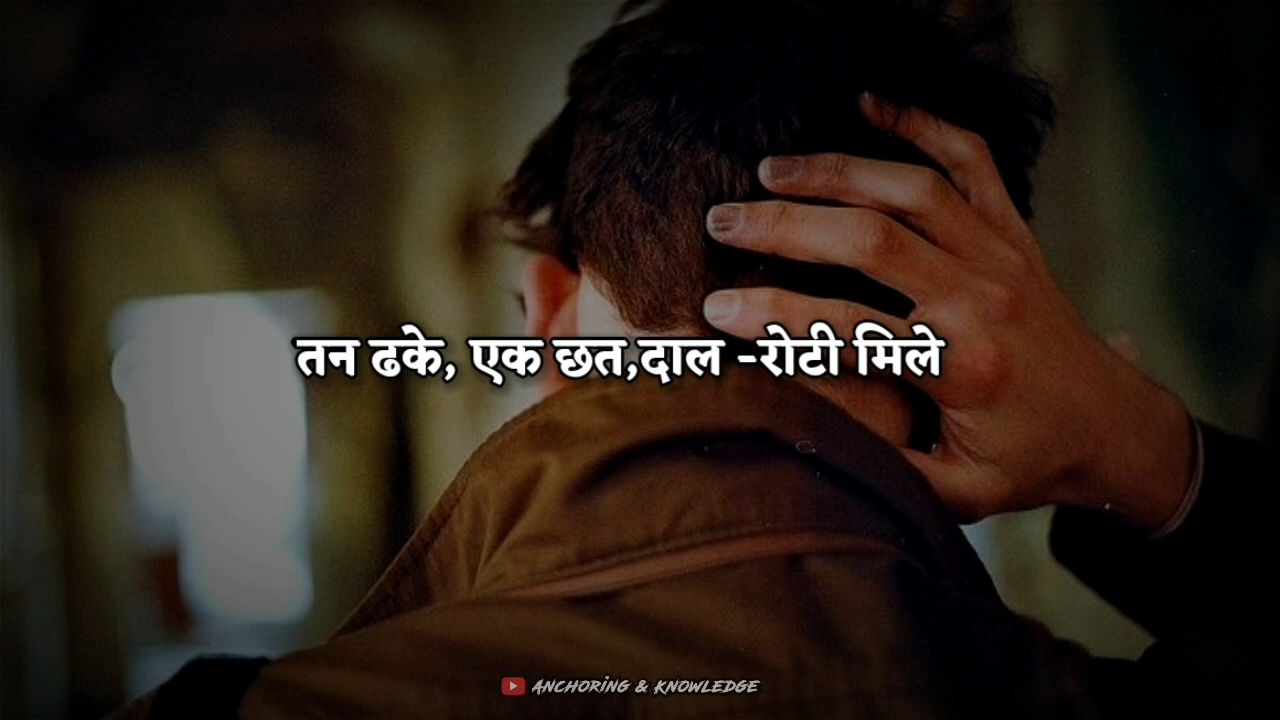 तन ढके, एक छत,दाल -रोटी मिले
ANCHORING & KNOWLEDGE